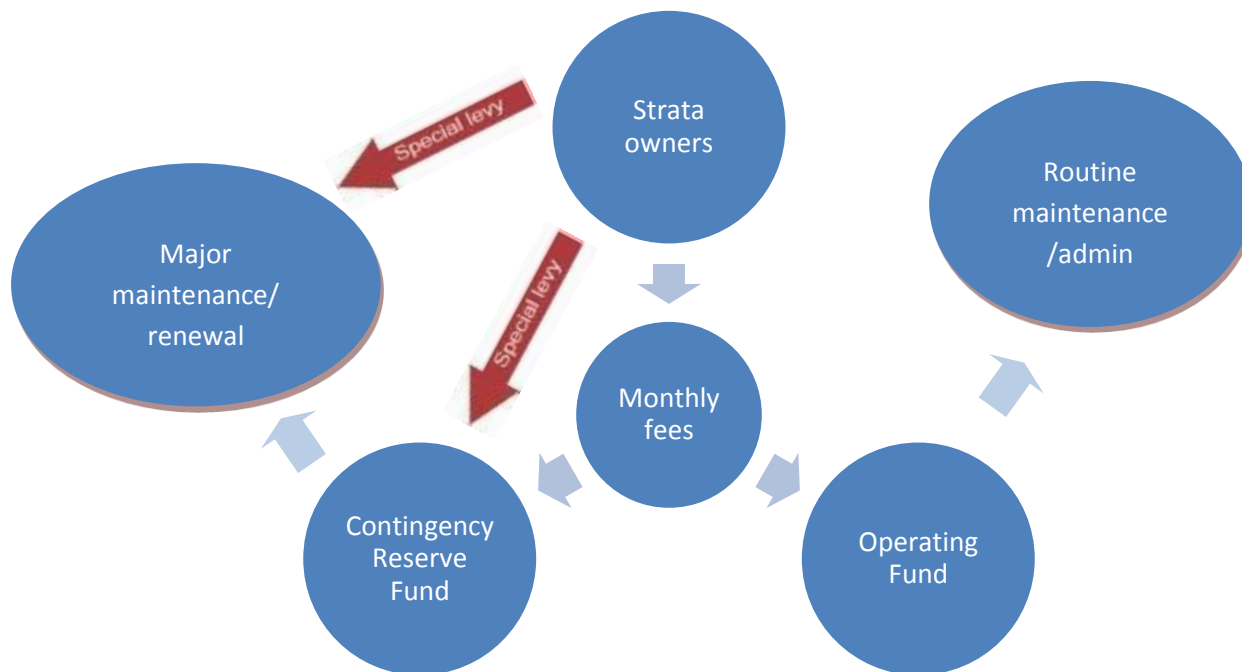 Strata
owners
Special levy
Routine
maintenance
/admin
Major
maintenance/
renewal
Special levy
Monthly
fees
Contingency
Reserve
Fund
Operating
Fund